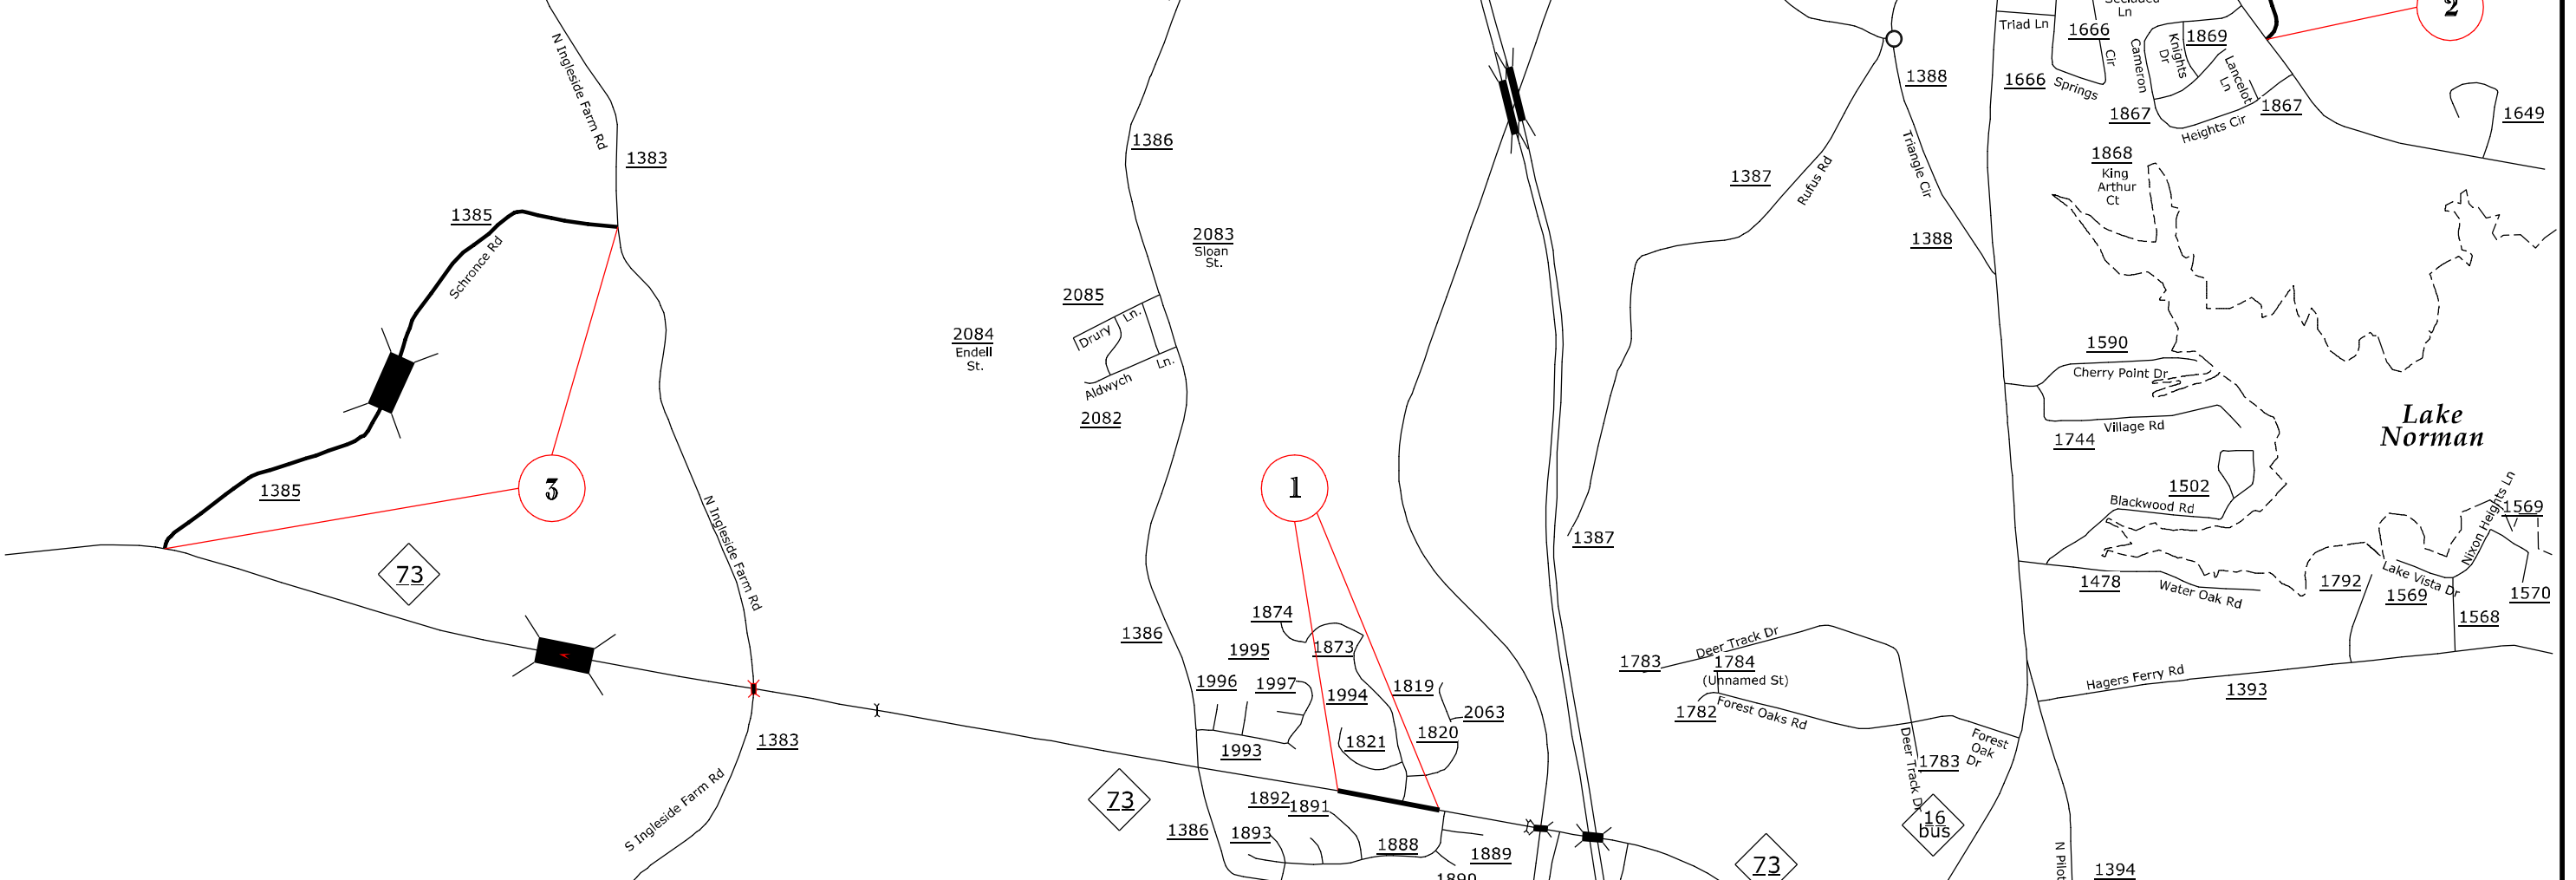 N Ingleside Farm Rd
1383
1385
Schronce Rd
1385
3
73
N Ingleside Farm Rd
1383
S Ingleside Farm Rd
1386
2083
Sloan
St.
2085
Drury Ln.
2084
Endell
St.
Aldwych Ln.
2082
1
1386
1874
1873
1995
1996
1997
1994
1819
2063
1820
1821
1993
73
1892
1891
1386
1893
1888
1889
1890
1387
Rufus Rd
1388
Triangle Cir
1388
1387
Deer Track Dr
1783
1784
(Unnamed St)
1782
Forest Oaks Rd
Forest
Oak
Dr
Deer Track Dr
1783
16
bus
73
N Pilot
1394
Triad Ln
Secluded
Ln
1666
Cir
1666
Springs
Cameron
Knights
Dr
1869
Lancelot
Ln
1867
Heights Cir
1867
2
1649
1868
King
Arthur
Ct
1590
Cherry Point Dr
Village Rd
1744
Lake
Norman
1502
Blackwood Rd
1478
Water Oak Rd
Nixon Heights Ln
1569
Lake Vista Dr
1792
1569
1570
1568
Hagers Ferry Rd
1393